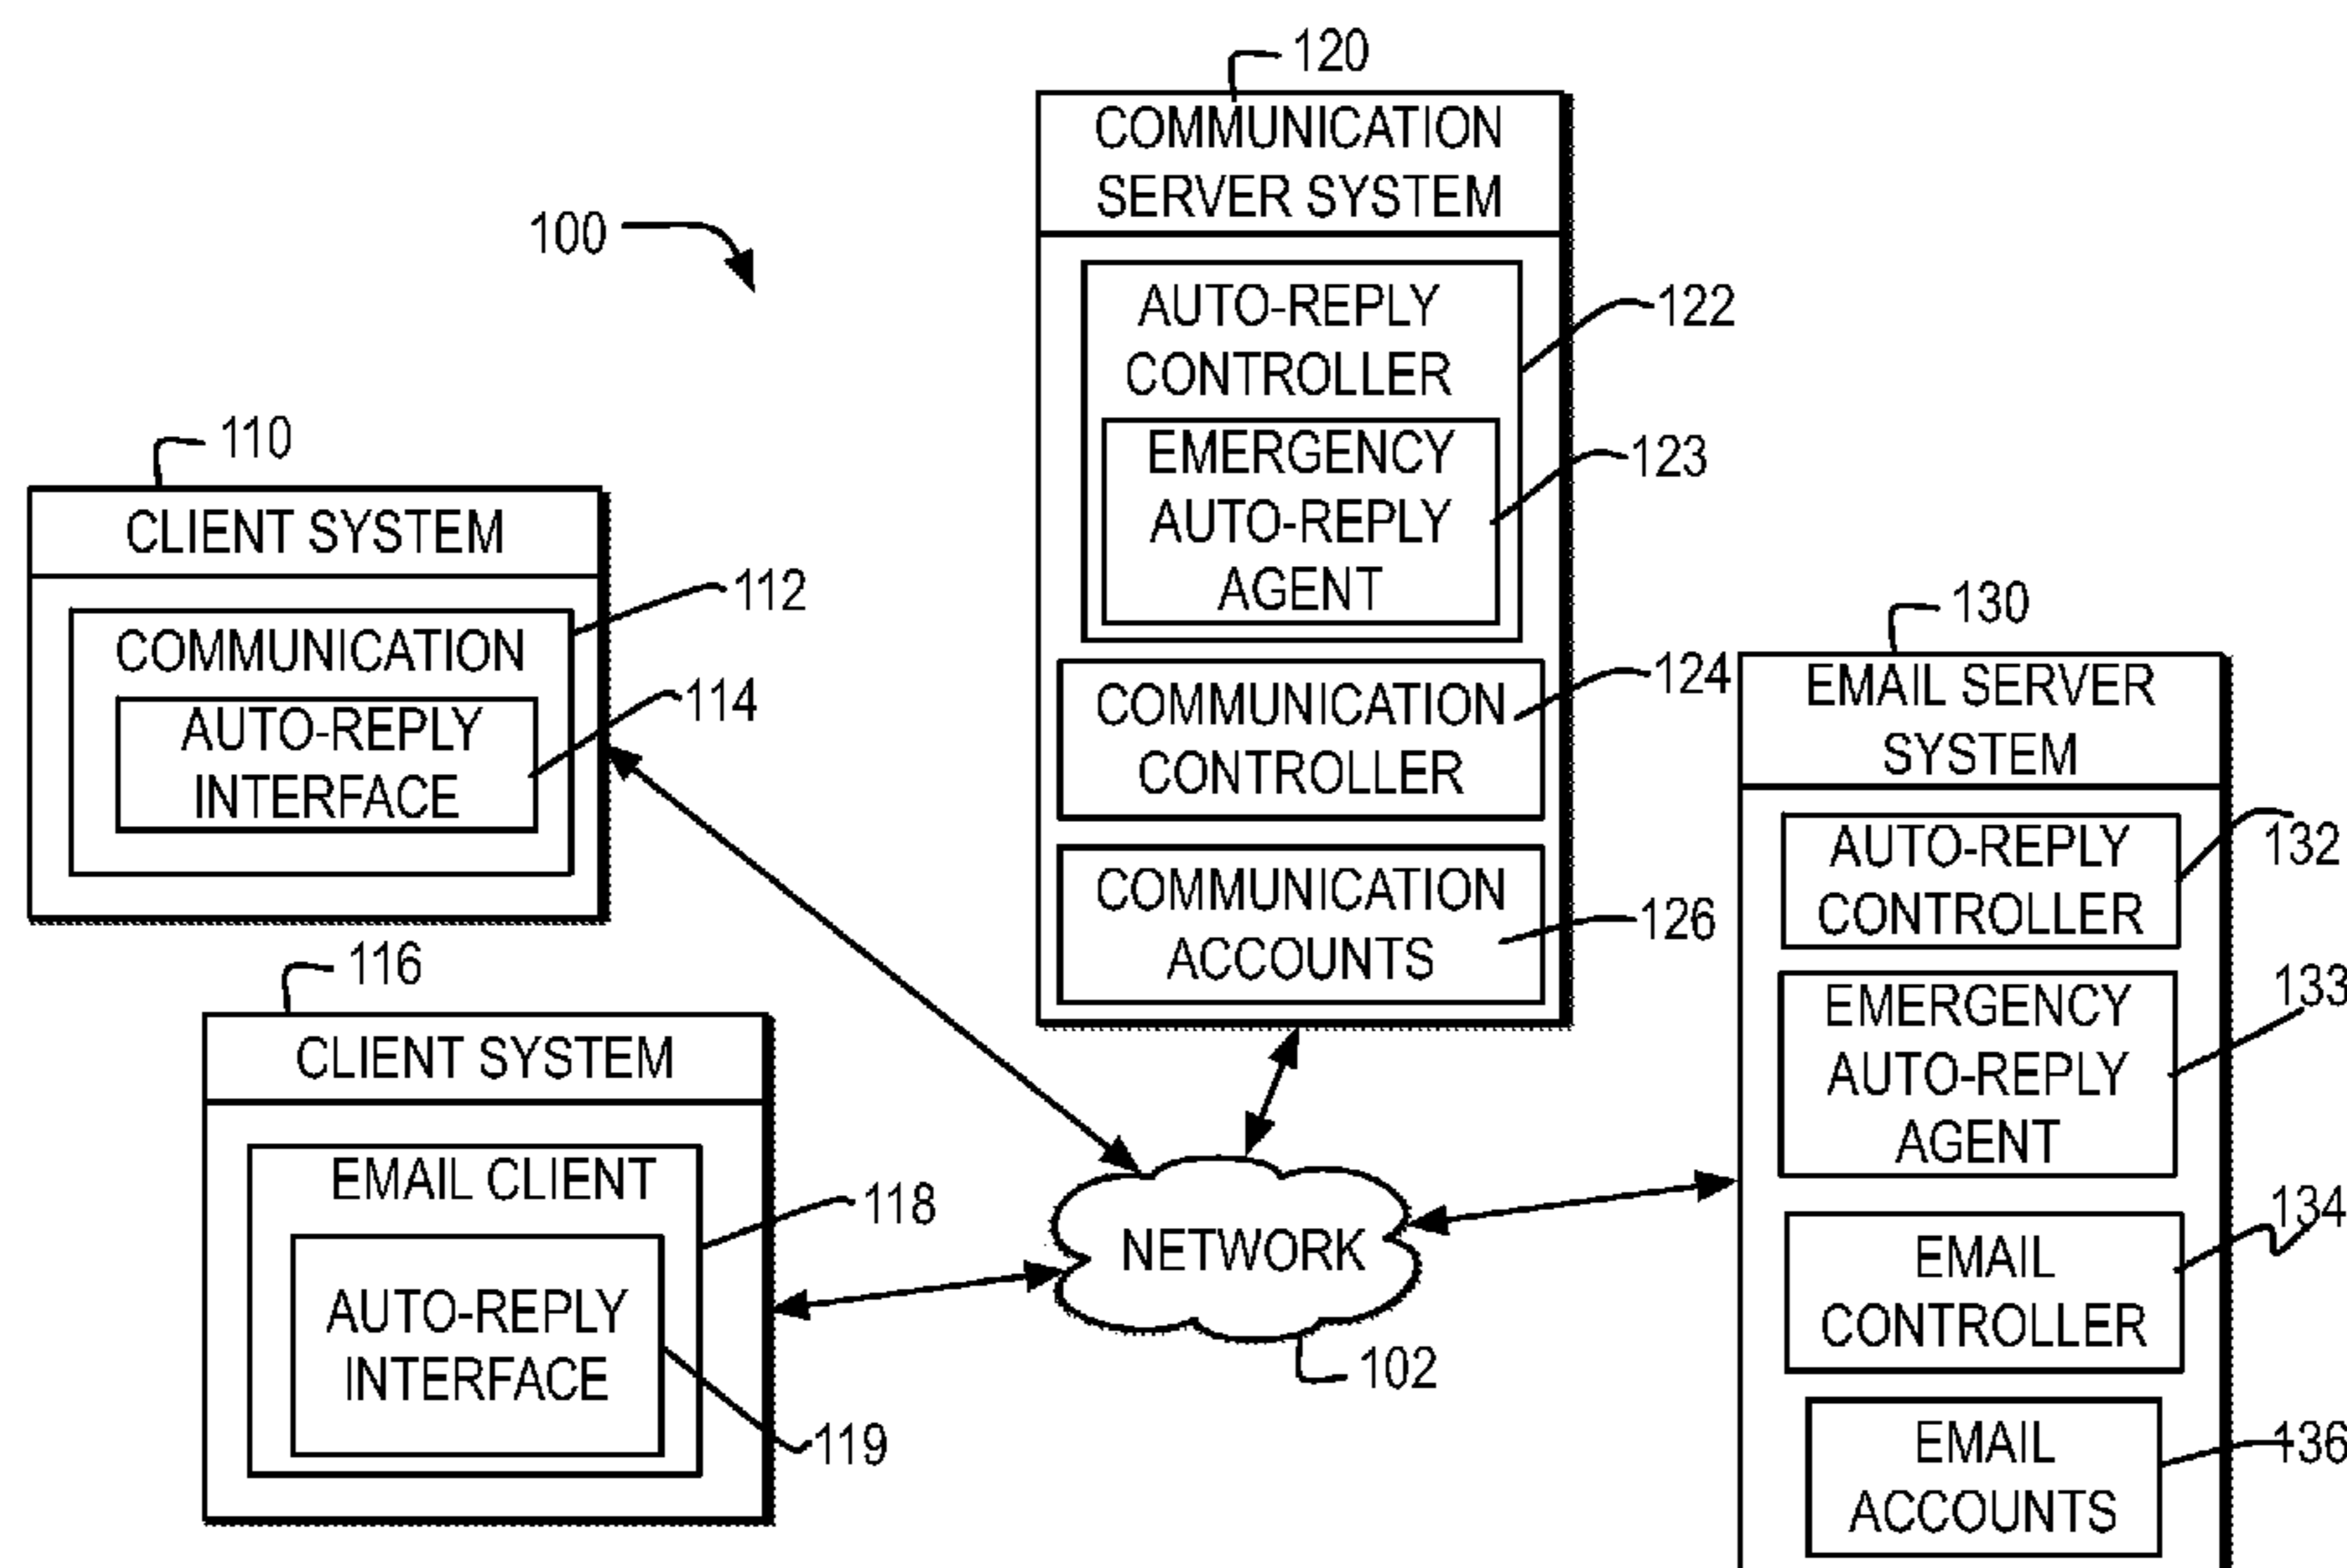 100
120
COMMUNICATION
SERVER SYSTEM
AUTO-REPLY
CONTROLLER
122
EMERGENCY
AUTO-REPLY
AGENT
123
COMMUNICATION
CONTROLLER
124
COMMUNICATION
ACCOUNTS
126
110
CLIENT SYSTEM
112
COMMUNICATION
AUTO-REPLY
INTERFACE
114
116
CLIENT SYSTEM
EMAIL CLIENT
118
AUTO-REPLY
INTERFACE
119
NETWORK
102
130
EMAIL SERVER
SYSTEM
AUTO-REPLY
CONTROLLER
132
EMERGENCY
AUTO-REPLY
AGENT
133
EMAIL
CONTROLLER
134
EMAIL
ACCOUNTS
136